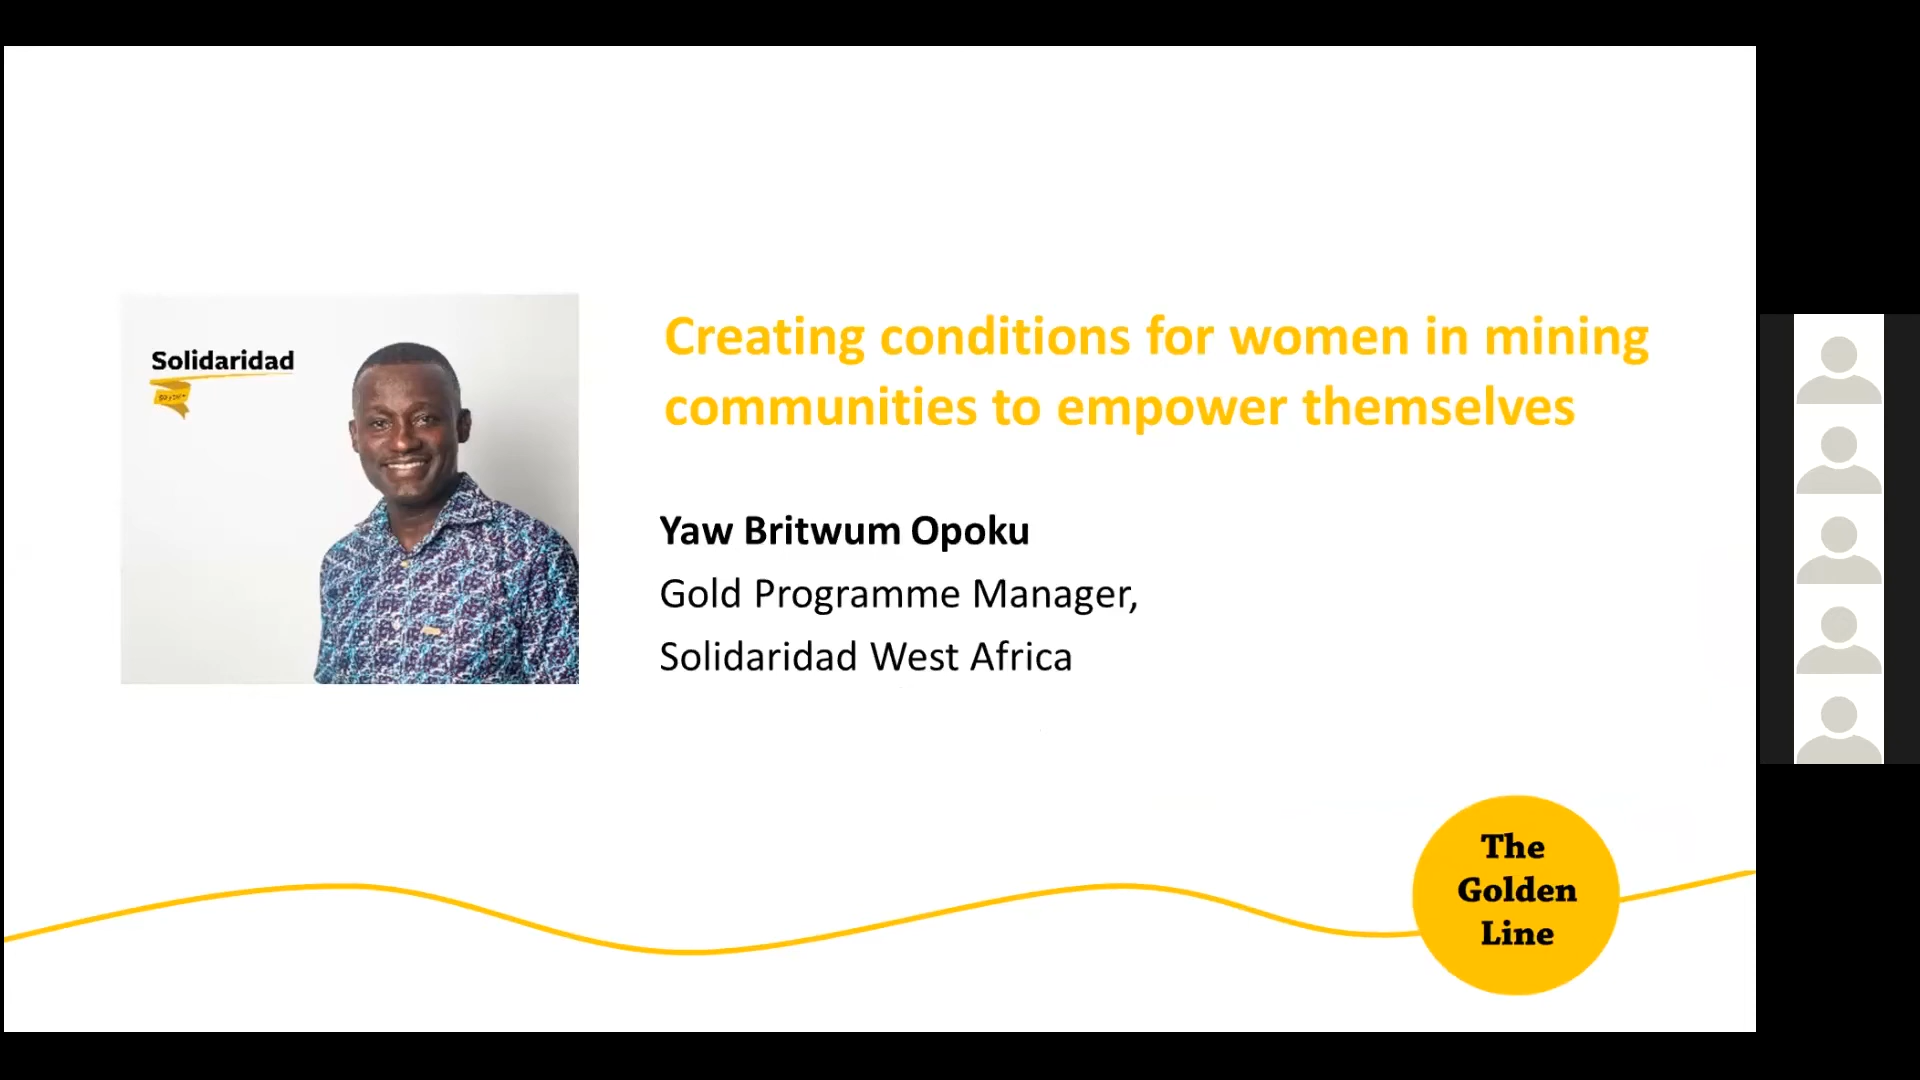 Solidaridad
Creating conditions for women in mining
communities to empower themselves
Yaw Britwum Opoku
Gold Programme Manager,
Solidaridad West Africa
The
Golden
Line